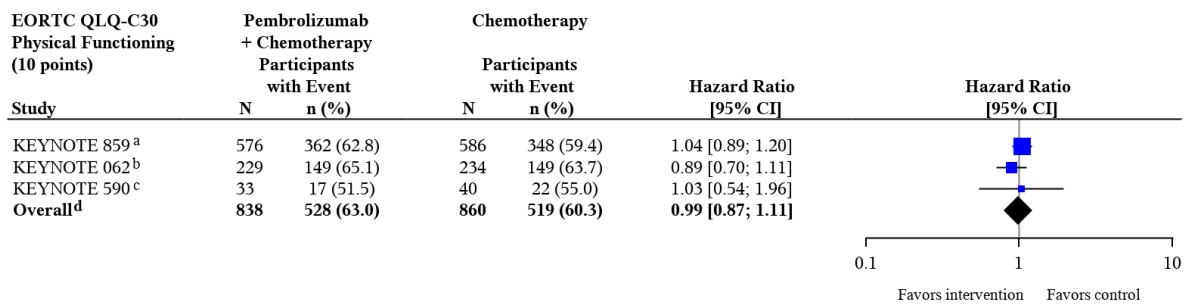 EORTC QLQ-C30 Pembrolizumab Chemotherapy
Physical Functioning + Chemotherapy
(10 points) Participants Participants
with Event with Event Hazard Ratio Hazard Ratio
Study N n (%) N n (%) [95% CI] [95% CI]
KEYNOTE 859 a 576 362 (62.8) 586 348 (59.4) 1.04 [0.89; 1.20]
KEYNOTE 062 b 229 149 (65.1) 234 149 (63.7) 0.89 [0.70; 1.11]
KEYNOTE 590 c 33 17 (51.5) 40 22 (55.0) 1.03 [0.54; 1.96]
Overall d 838 528 (63.0) 860 519 (60.3) 0.99 [0.87; 1.11]
0.1 1 10
Favors intervention Favors control